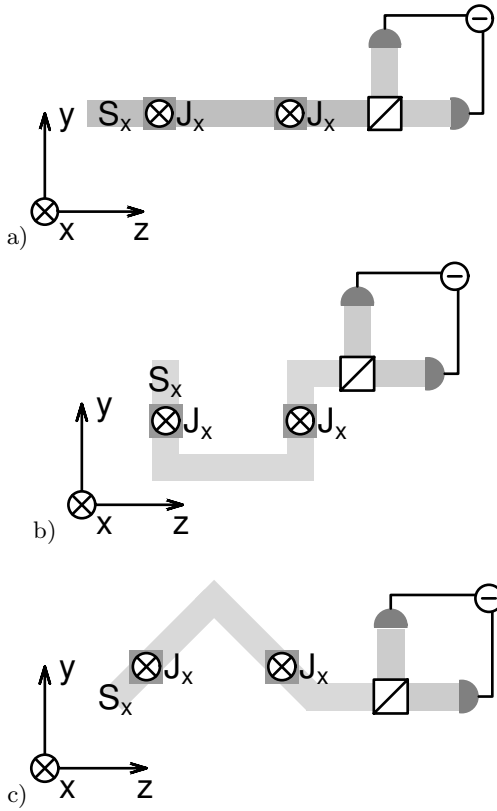 −
Sₓ Jₓ Jₓ
y
a) x z
−
Sₓ
y Jₓ Jₓ
b) x z
−
y Jₓ Jₓ
Sₓ
c) x z